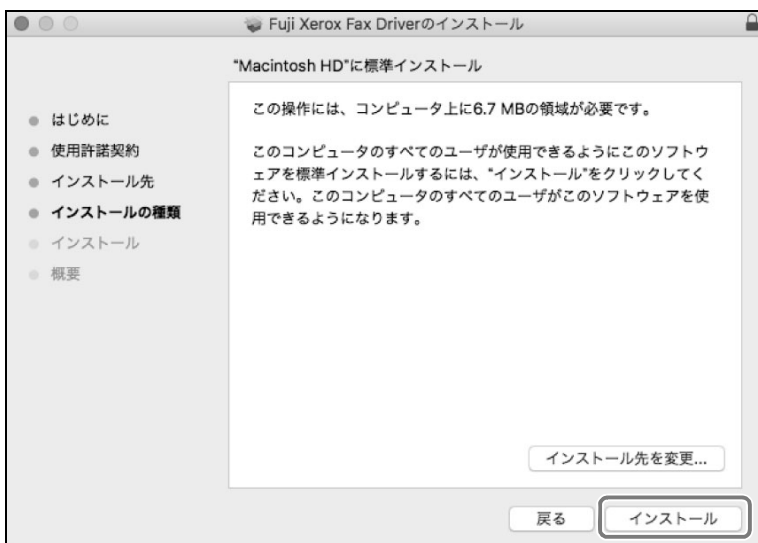 Fuji Xerox Fax Driverのインストール
"Macintosh HD"に標準インストール
はじめに
使用許諾契約
インストール先
インストールの種類
インストール
概要
この操作には、コンピュータ上に6.7 MBの領域が必要です。
このコンピュータのすべてのユーザが使用できるようにこのソフトウ
ェアを標準インストールするには、"インストール"をクリックしてく
ださい。このコンピュータのすべてのユーザがこのソフトウェアを使
用できるようになります。
インストール先を変更...
戻る
インストール